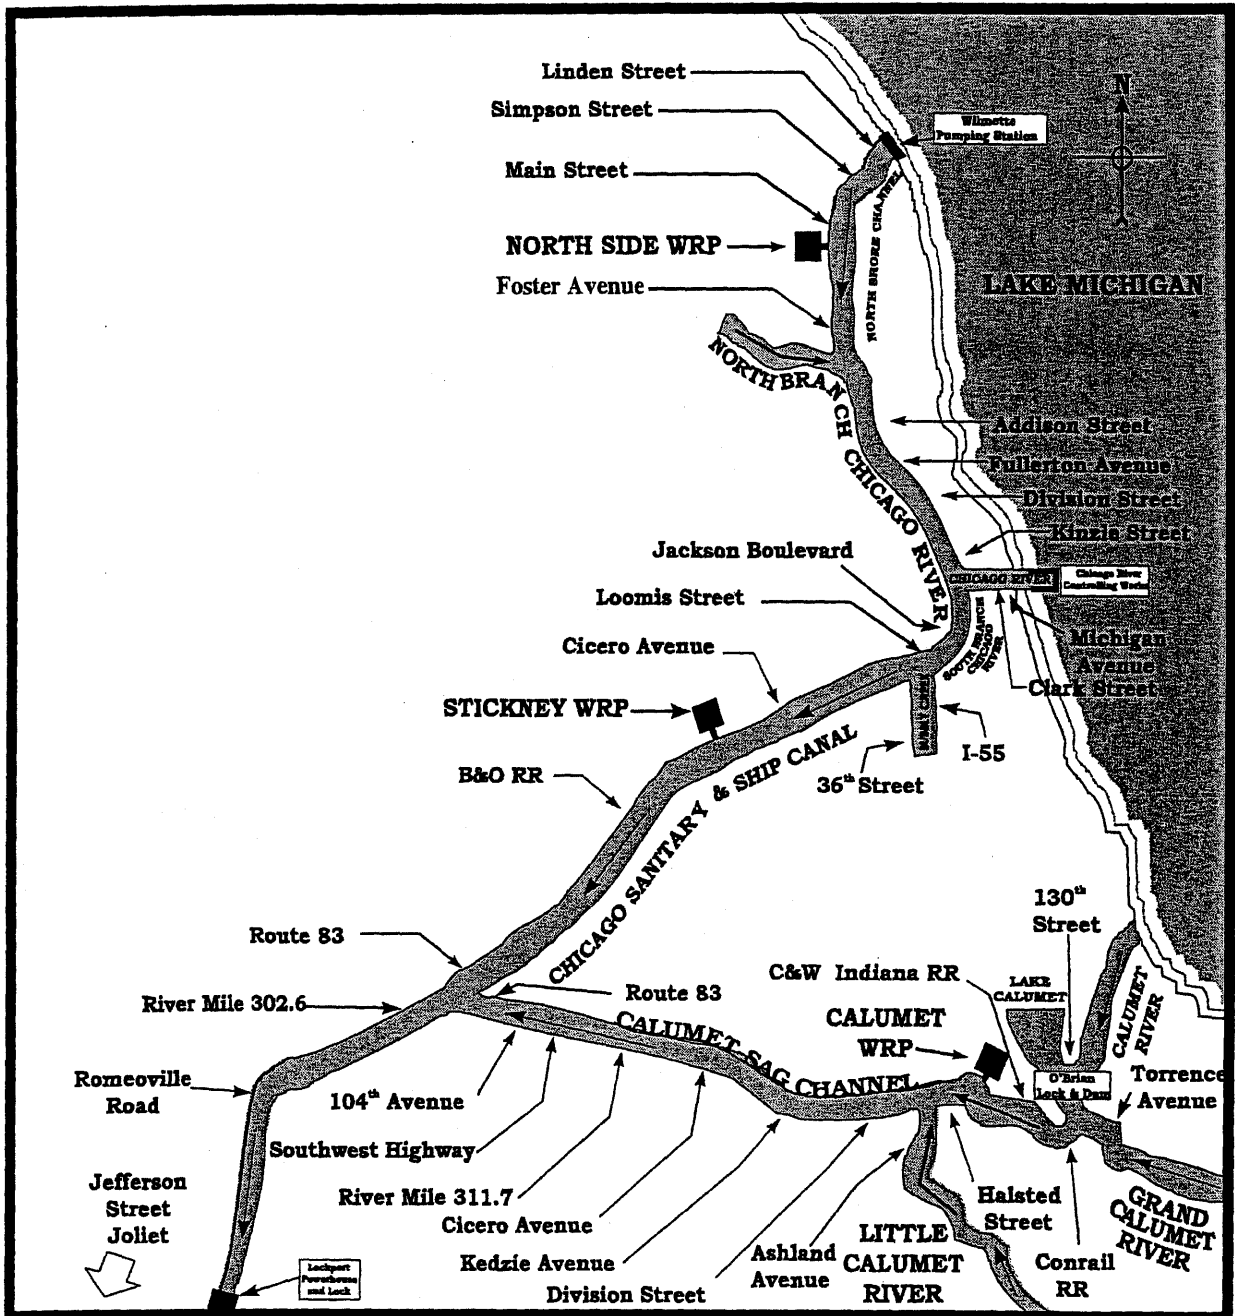 Linden Street
Simpson Street
N
Wilmette
Pumping Station
Main Street
NORTH SHORE CHANNEL
NORTH SIDE WRP
LAKE MICHIGAN
Foster Avenue
NORTH BRANCH CHICAGO RIVER
Addison Street
Fullerton Avenue
Division Street
Kinzie Street
Jackson Boulevard
CHICAGO RIVER
Chicago River
Controlling Works
Loomis Street
SOUTH BRANCH
CHICAGO
RIVER
Michigan
Avenue
Clark Street
Cicero Avenue
STICKNEY WRP
I-55
B&O RR
36th Street
CHICAGO SANITARY & SHIP CANAL
130th
Street
Route 83
C&W Indiana RR
LAKE
CALUMET
CALUMET
RIVER
River Mile 302.6
Route 83
CALUMET-SAG CHANNEL
CALUMET
WRP
Romeoville
Road
O'Brian
Lock & Dam
Torrence
Avenue
104th Avenue
Southwest Highway
River Mile 311.7
Cicero Avenue
Kedzie Avenue
Division Street
Ashland
Avenue
LITTLE
CALUMET
RIVER
Halsted
Street
Conrail
RR
GRAND
CALUMET
RIVER
Jefferson
Street
Joliet
Lockport
Powerhouse
and Lock